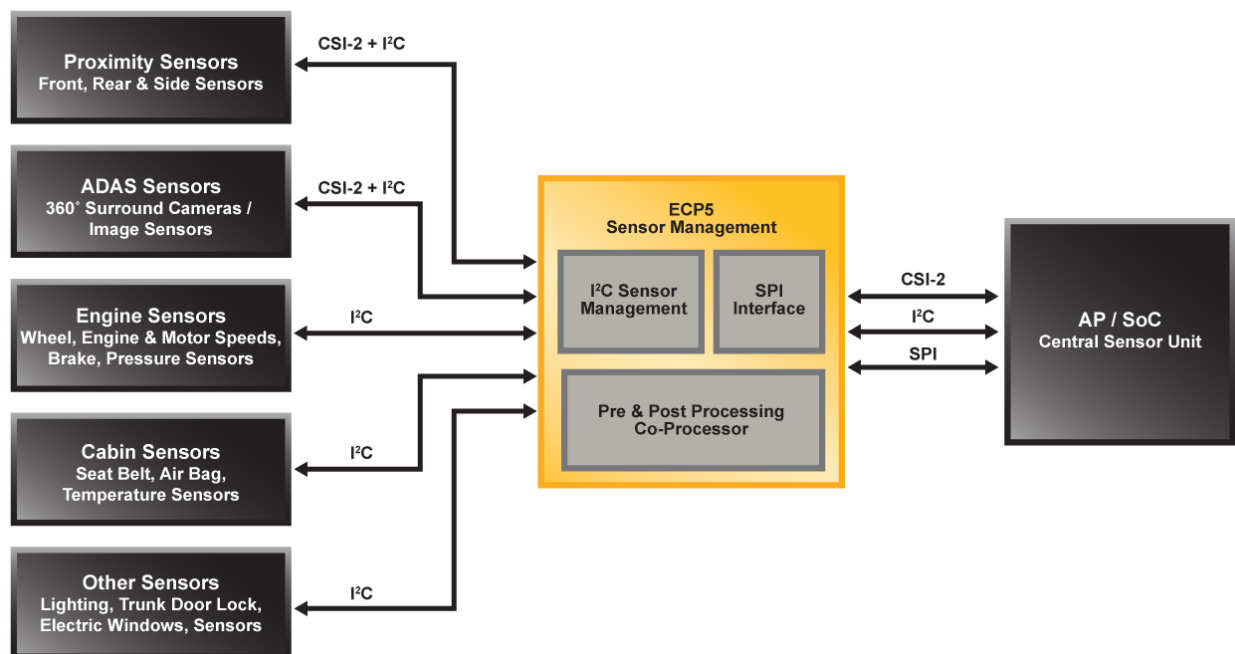 Proximity Sensors
Front, Rear & Side Sensors
CSI-2 + I²C
ADAS Sensors
360˚ Surround Cameras /
Image Sensors
CSI-2 + I²C
Engine Sensors
Wheel, Engine & Motor Speeds,
Brake, Pressure Sensors
I²C
Cabin Sensors
Seat Belt, Air Bag,
Temperature Sensors
I²C
Other Sensors
Lighting, Trunk Door Lock,
Electric Windows, Sensors
I²C
ECP5
Sensor Management
I²C Sensor
Management
SPI
Interface
Pre & Post Processing
Co-Processor
CSI-2
I²C
SPI
AP / SoC
Central Sensor Unit